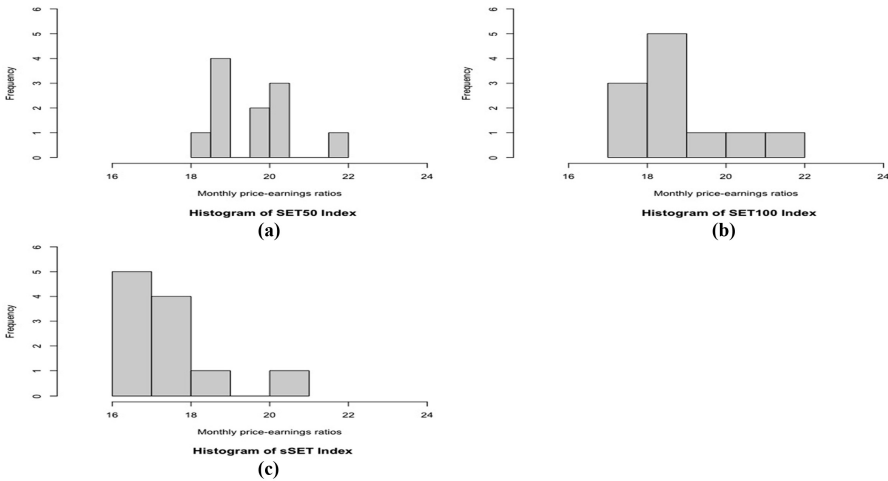 6
5
4
3
2
1
0
Frequency
16 18 20 22 24
Monthly price-earnings ratios
Histogram of SET50 Index
(a)
6
5
4
3
2
1
0
Frequency
16 18 20 22 24
Monthly price-earnings ratios
Histogram of SET100 Index
(b)
6
5
4
3
2
1
0
Frequency
16 18 20 22 24
Monthly price-earnings ratios
Histogram of sSET Index
(c)